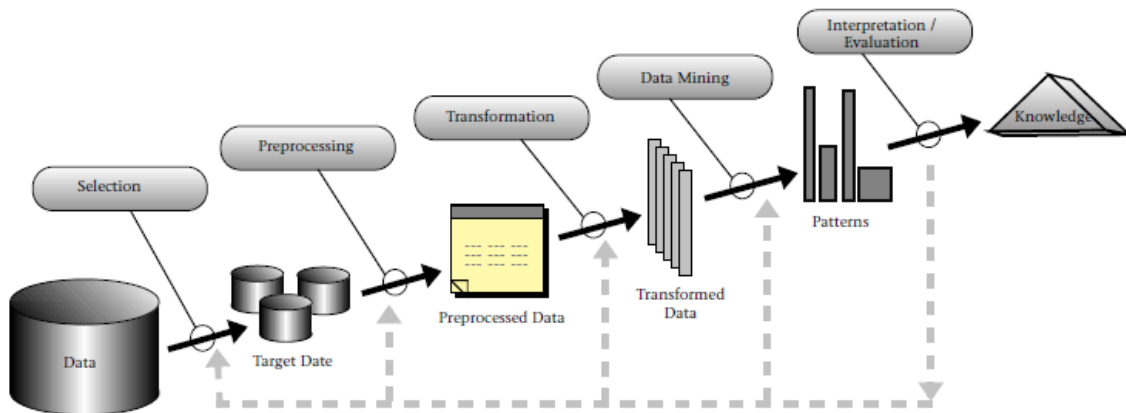 Interpretation /
Evaluation
Data Mining
Transformation
Preprocessing
Selection
Knowledge
Patterns
Transformed
Data
Preprocessed Data
Target Date
Data